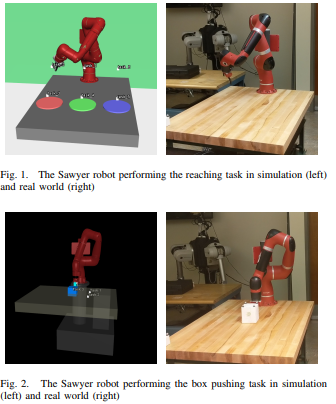 Fig. 1. The Sawyer robot performing the reaching task in simulation (left)
and real world (right)
Fig. 2. The Sawyer robot performing the box pushing task in simulation
(left) and real world (right)